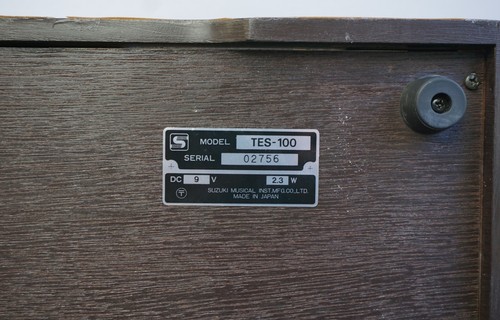 S MODEL TES-100
SERIAL 02756
DC 9 V 2.3 W
T SUZUKI MUSICAL INST.MFG.CO.,LTD.
MADE IN JAPAN